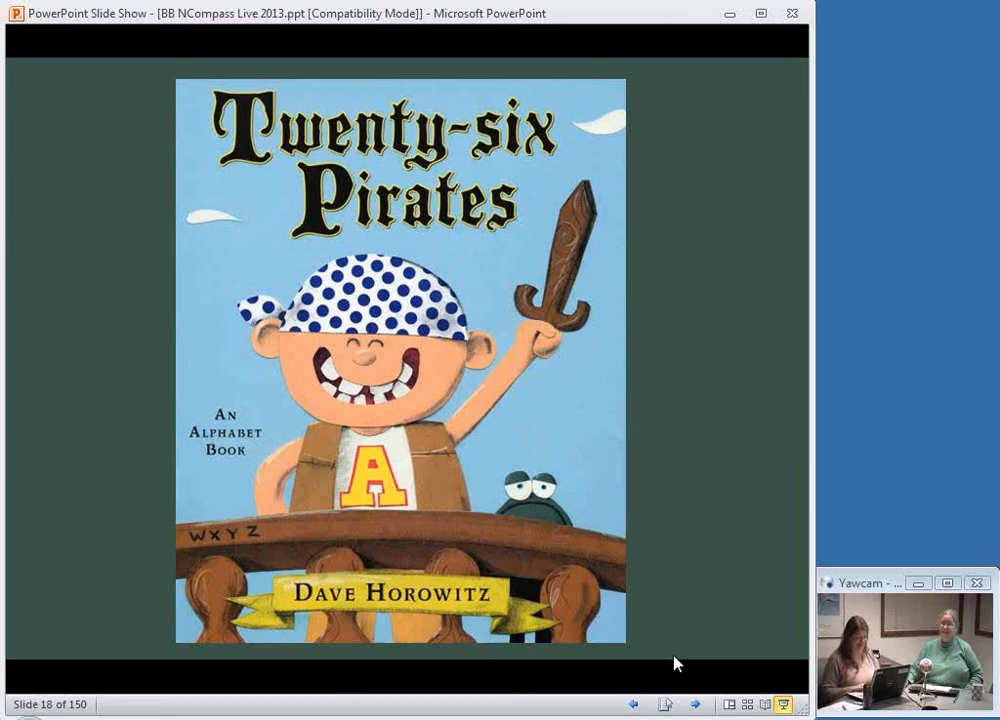 PowerPoint Slide Show - [BB NCompass Live 2013.ppt [Compatibility Mode]] - Microsoft PowerPoint
Twenty-six
Pirates
An
Alphabet
Book
A
W X Y Z
Dave Horowitz
Yawcam - ...
Slide 18 of 150